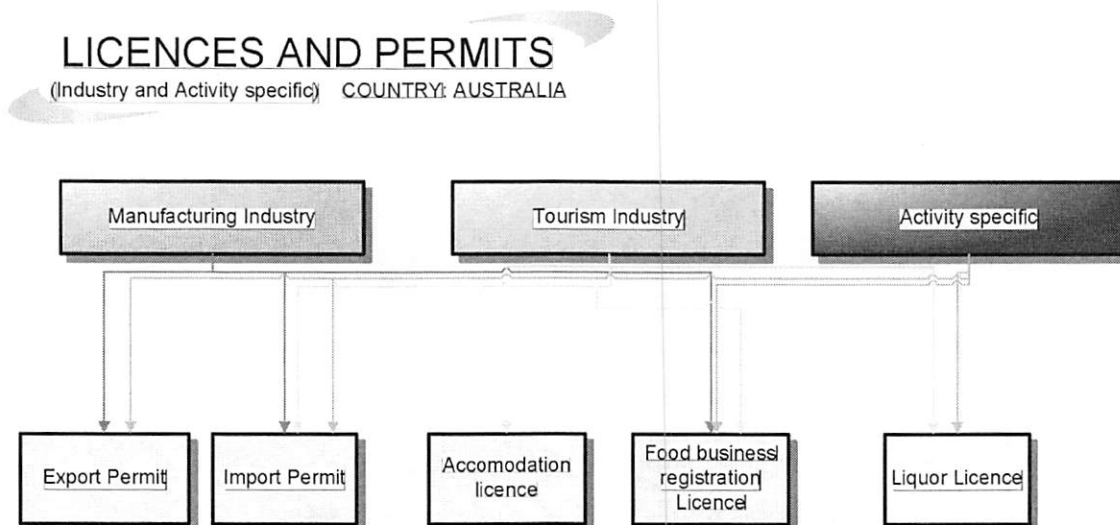 LICENCES AND PERMITS
(Industry and Activity specific) COUNTRY: AUSTRALIA
Manufacturing Industry
Tourism Industry
Activity specific
Export Permit
Import Permit
Accomodation
licence
Food business
registration
Licence
Liquor Licence